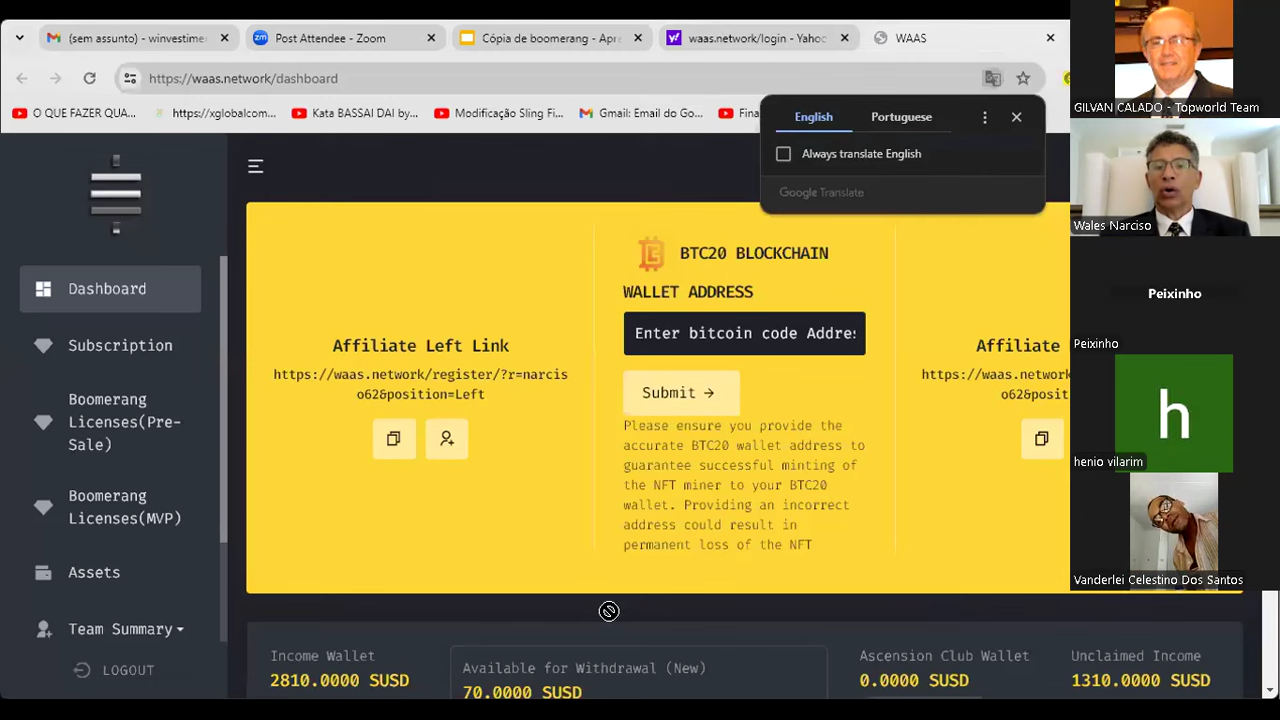 (sem assunto) - winvestime
Post Attendee - Zoom
Cópia de boomerang - Apre
waas.network/login - Yahoo
WAAS
https://waas.network/dashboard
O QUE FAZER QUA...
https://xglobalcom...
Kata BASSAI DAI by...
Modificação Sling Fi...
Gmail: Email do Go...
Fina
English
Portuguese
Always translate English
Google Translate
Dashboard
Subscription
Boomerang
Licenses(Pre-
Sale)
Boomerang
Licenses(MVP)
Assets
Team Summary
LOGOUT
Affiliate Left Link
https://waas.network/register/?r=narcis
o62&position=Left
BTC20 BLOCKCHAIN
WALLET ADDRESS
Enter bitcoin code Addres
Submit →
Please ensure you provide the
accurate BTC20 wallet address to
guarantee successful minting of
the NFT miner to your BTC20
wallet. Providing an incorrect
address could result in
permanent loss of the NFT
Affiliate
https://waas.network
o62&posi
Income Wallet
2810.0000 SUSD
Available for Withdrawal (New)
70.0000 SUSD
Ascension Club Wallet
0.0000 SUSD
Unclaimed Income
1310.0000 SUSD
GILVAN CALADO - Topworld Team
Wales Narciso
Peixinho
Peixinho
h
henio vilarim
Vanderlei Celestino Dos Santos